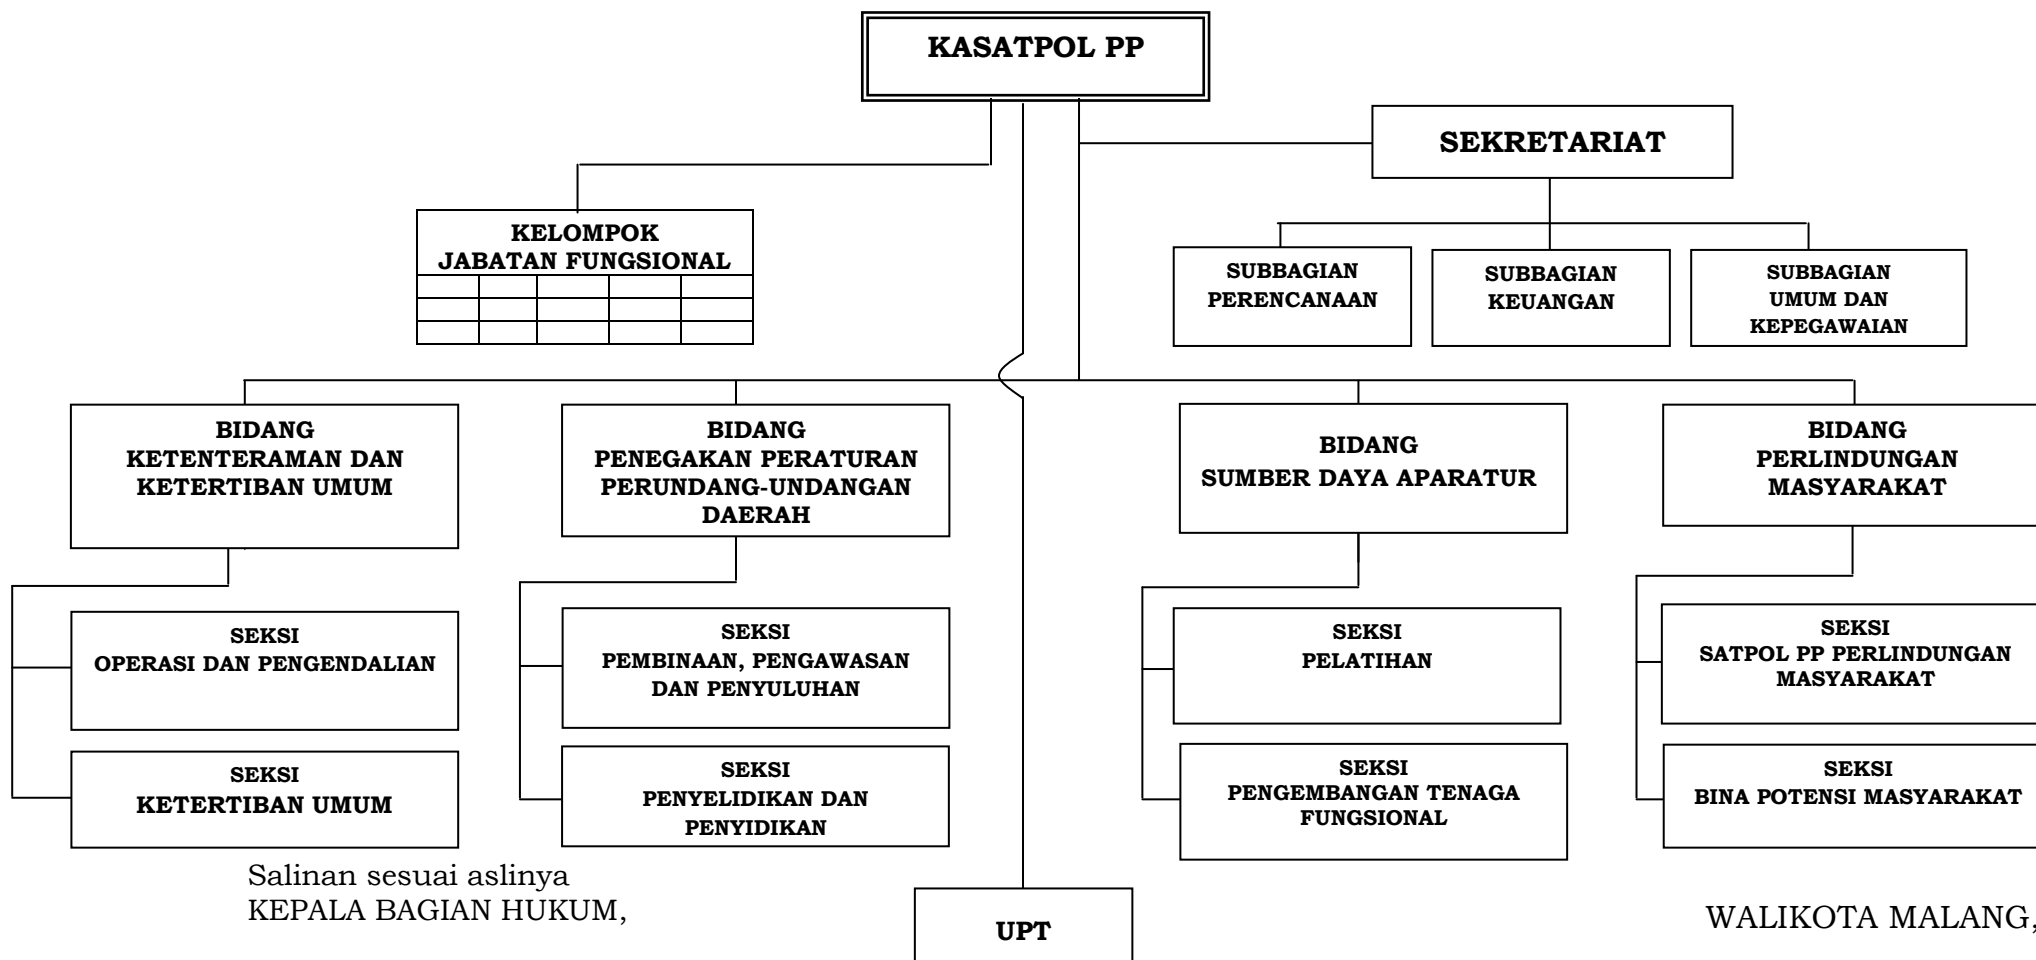 KASATPOL PP
SEKRETARIAT
KELOMPOK
JABATAN FUNGSIONAL
SUBBAGIAN
PERENCANAAN
SUBBAGIAN
KEUANGAN
SUBBAGIAN
UMUM DAN
KEPEGAWAIAN
BIDANG
KETENTERAMAN DAN
KETERTIBAN UMUM
BIDANG
PENEGAKAN PERATURAN
PERUNDANG-UNDANGAN
DAERAH
BIDANG
SUMBER DAYA APARATUR
BIDANG
PERLINDUNGAN
MASYARAKAT
SEKSI
OPERASI DAN PENGENDALIAN
SEKSI
PEMBINAAN, PENGAWASAN
DAN PENYULUHAN
SEKSI
PELATIHAN
SEKSI
SATPOL PP PERLINDUNGAN
MASYARAKAT
SEKSI
KETERTIBAN UMUM
SEKSI
PENYELIDIKAN DAN
PENYIDIKAN
SEKSI
PENGEMBANGAN TENAGA
FUNGSIONAL
SEKSI
BINA POTENSI MASYARAKAT
Salinan sesuai aslinya
KEPALA BAGIAN HUKUM,
UPT
WALIKOTA MALANG,